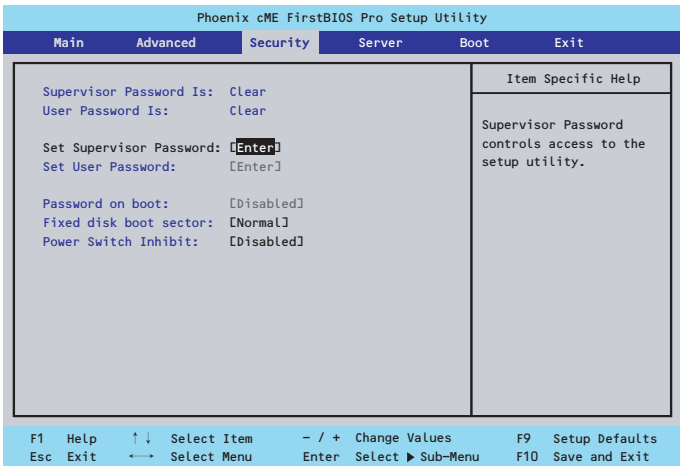 Phoenix cME FirstBIOS Pro Setup Utility
Main Advanced Security Server Boot Exit
Supervisor Password Is: Clear
User Password Is: Clear
Set Supervisor Password: [Enter]
Set User Password: [Enter]
Password on boot: [Disabled]
Fixed disk boot sector: [Normal]
Power Switch Inhibit: [Disabled]
Item Specific Help
Supervisor Password
controls access to the
setup utility.
F1 Help ↑↓ Select Item - / + Change Values F9 Setup Defaults
Esc Exit ←→ Select Menu Enter Select ▶ Sub-Menu F10 Save and Exit